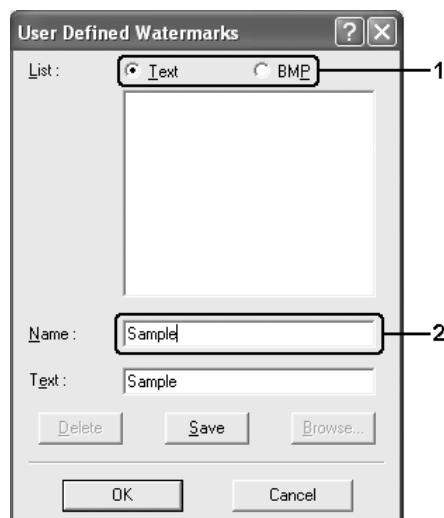 User Defined Watermarks
List : Text BMP 1
Name : Sample 2
Text : Sample
Delete Save Browse...
OK Cancel